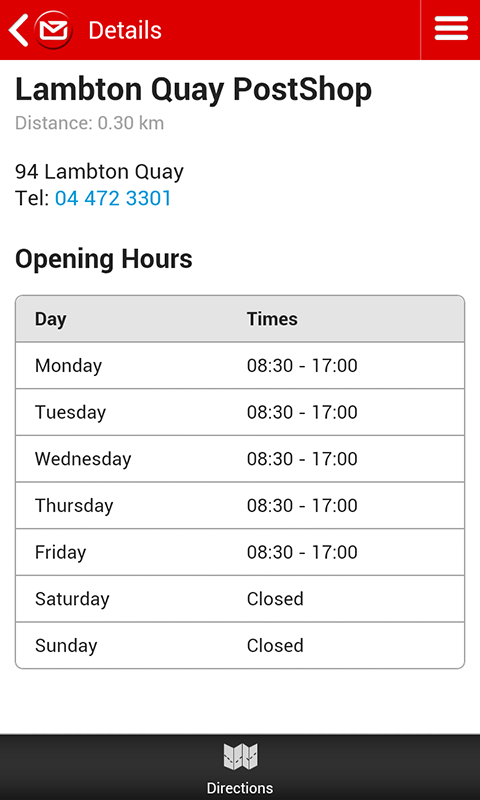 Details
Lambton Quay PostShop
Distance: 0.30 km
94 Lambton Quay
Tel: 04 472 3301
Opening Hours
Day Times
Monday 08:30 - 17:00
Tuesday 08:30 - 17:00
Wednesday 08:30 - 17:00
Thursday 08:30 - 17:00
Friday 08:30 - 17:00
Saturday Closed
Sunday Closed
Directions